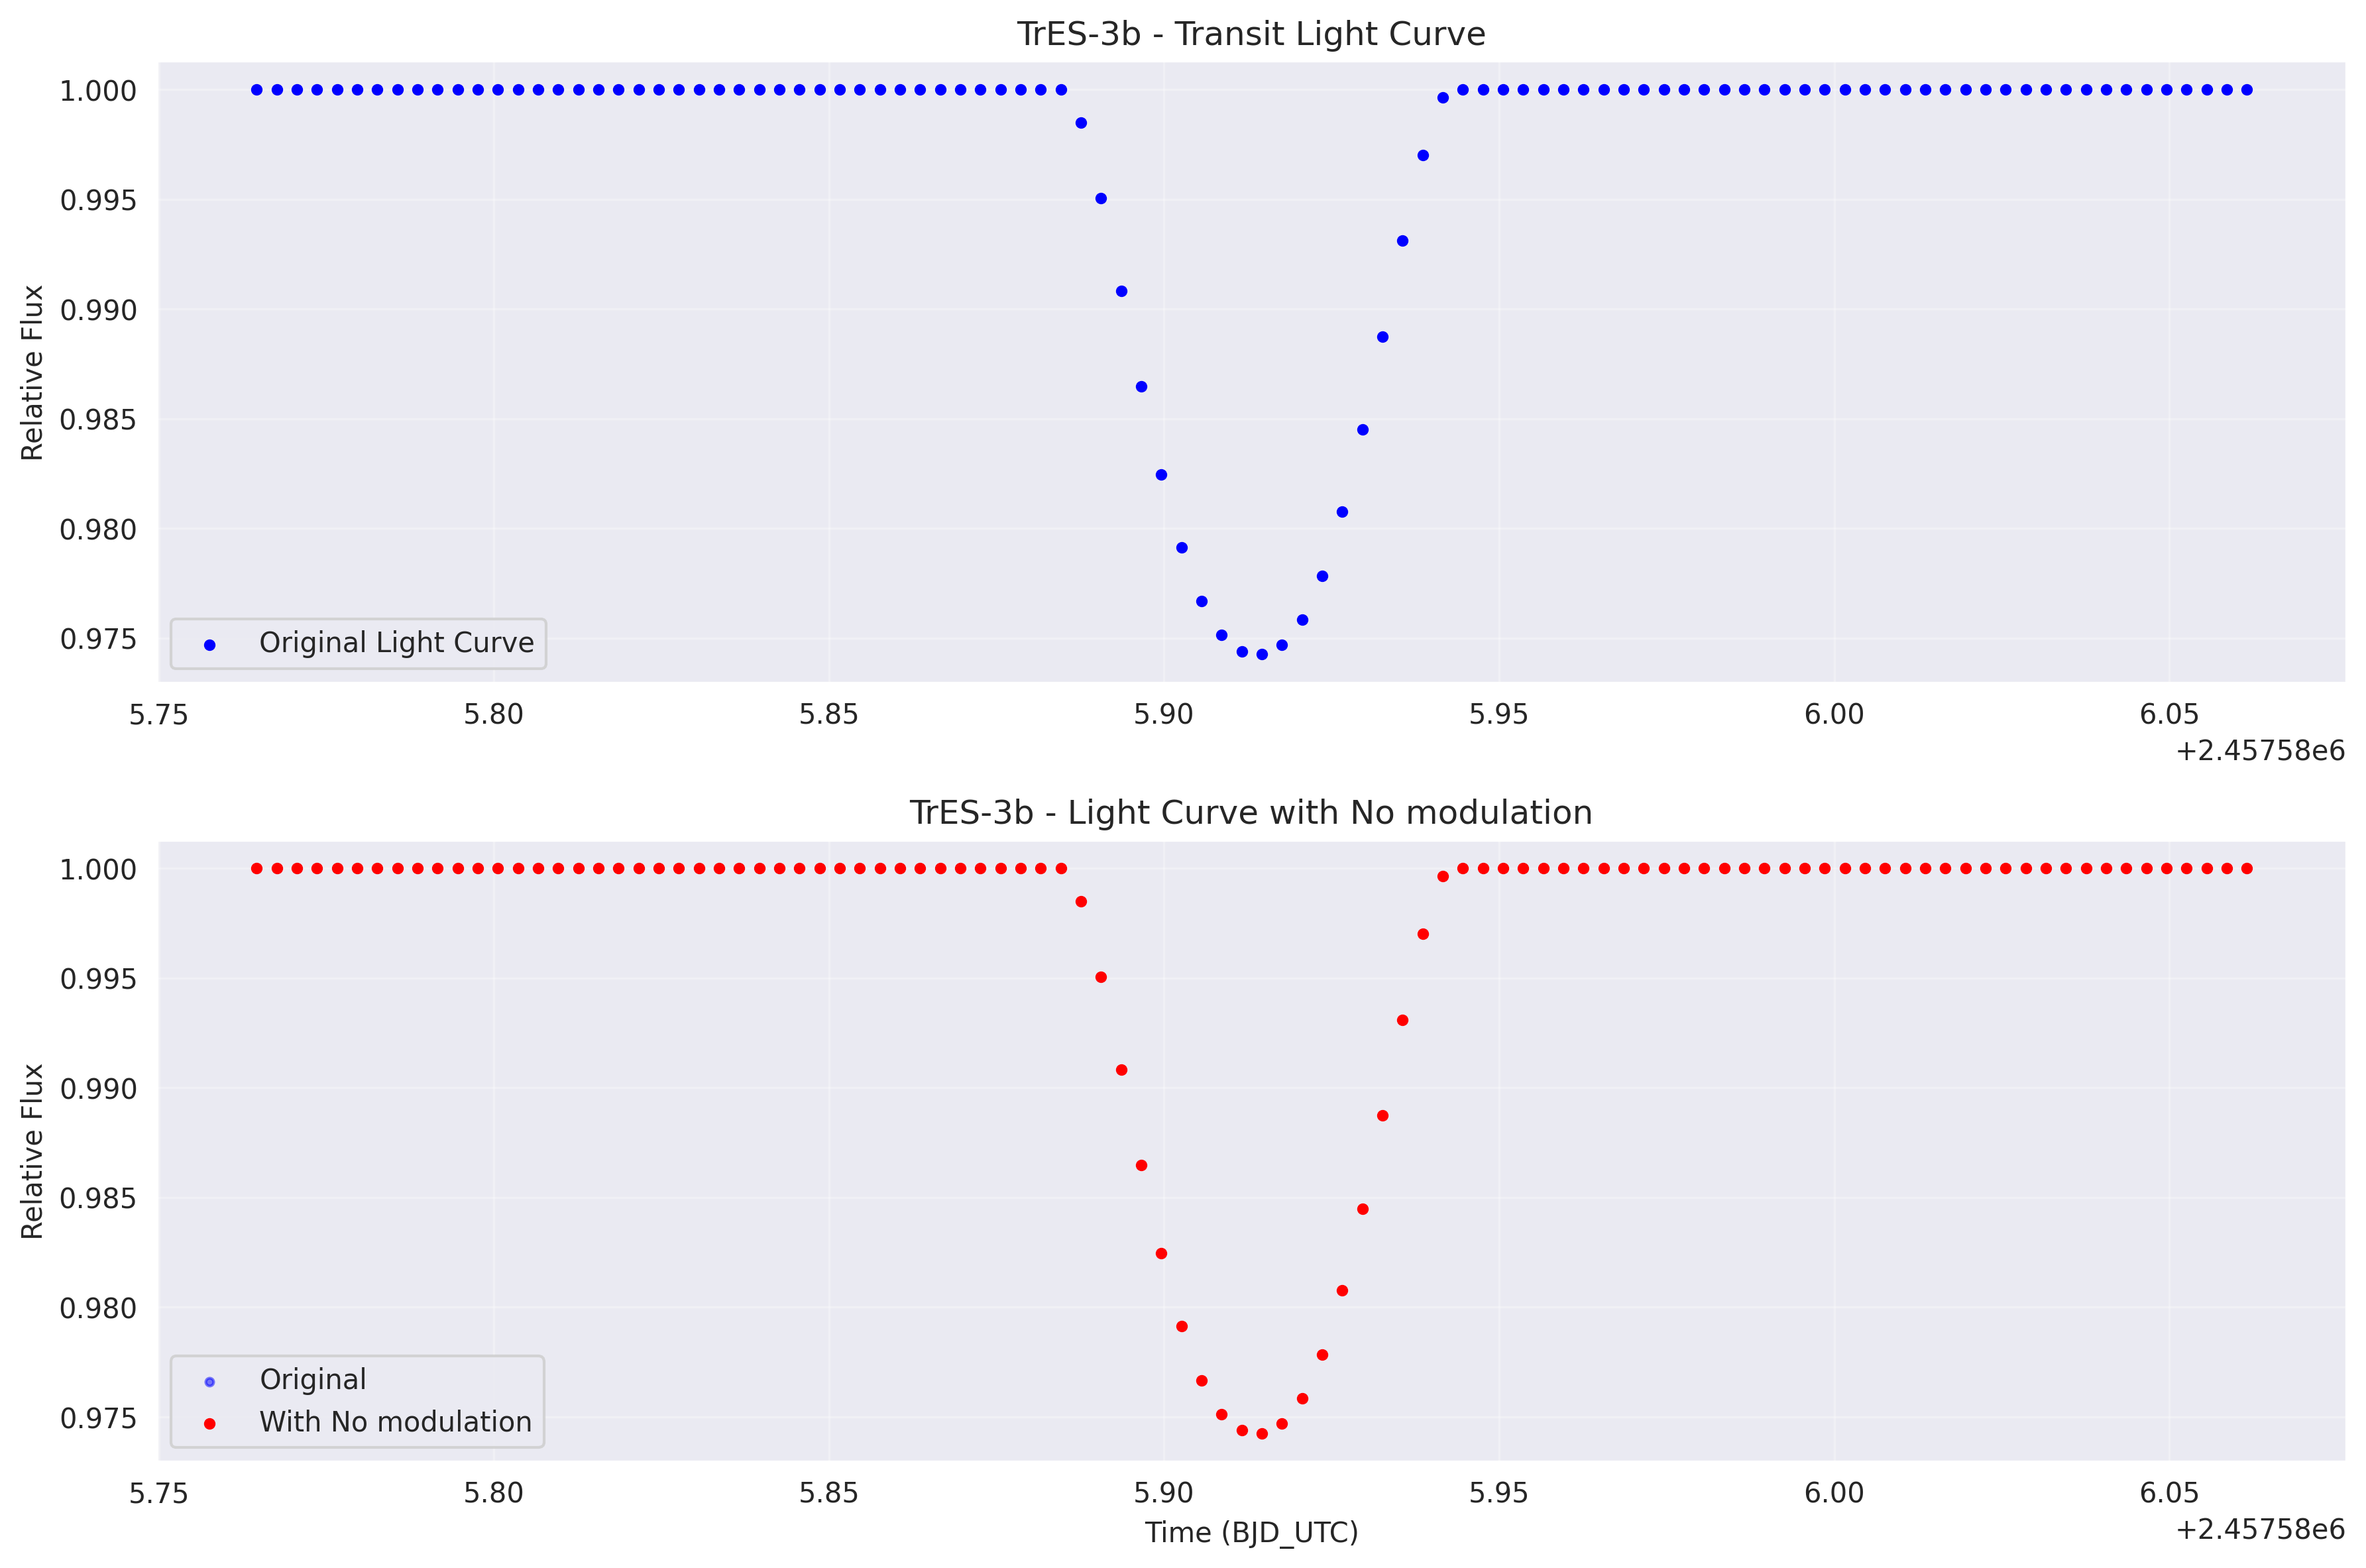 TrES-3b - Transit Light Curve
1.000
0.995
0.990
0.985
0.980
0.975
Relative Flux
Original Light Curve
5.75 5.80 5.85 5.90 5.95 6.00 6.05
+2.45758e6
TrES-3b - Light Curve with No modulation
1.000
0.995
0.990
0.985
0.980
0.975
Relative Flux
Original
With No modulation
5.75 5.80 5.85 5.90 5.95 6.00 6.05
Time (BJD_UTC)
+2.45758e6